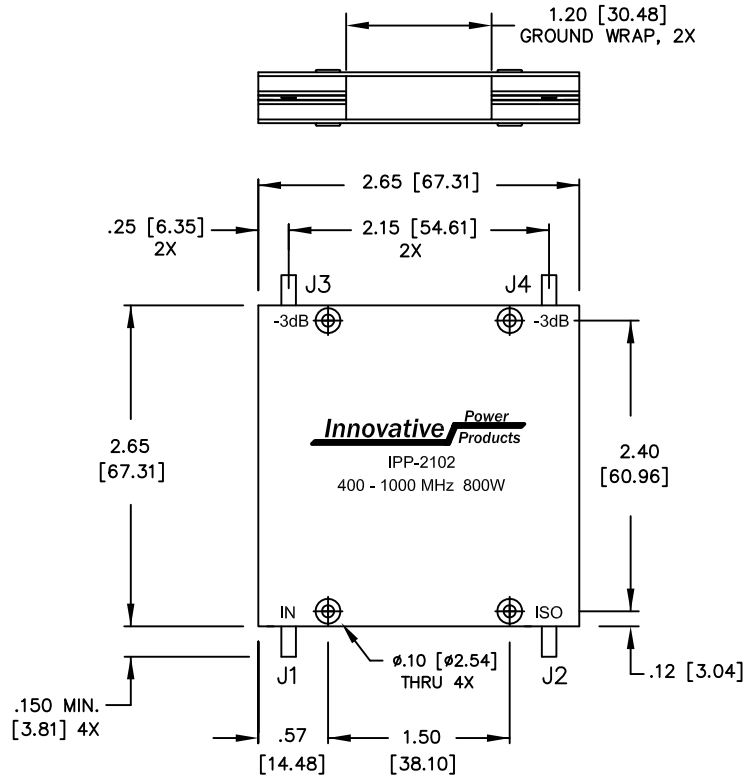 1.20 [30.48]
GROUND WRAP, 2X
2.65 [67.31]
.25 [6.35]
2X
2.15 [54.61]
2X
J3
J4
-3dB
-3dB
2.65
[67.31]
Innovative Power
Products
IPP-2102
400 - 1000 MHz 800W
2.40
[60.96]
IN
ISO
J1
J2
ø.10 [ø2.54]
THRU 4X
.12 [3.04]
.150 MIN.
[3.81] 4X
.57
[14.48]
1.50
[38.10]